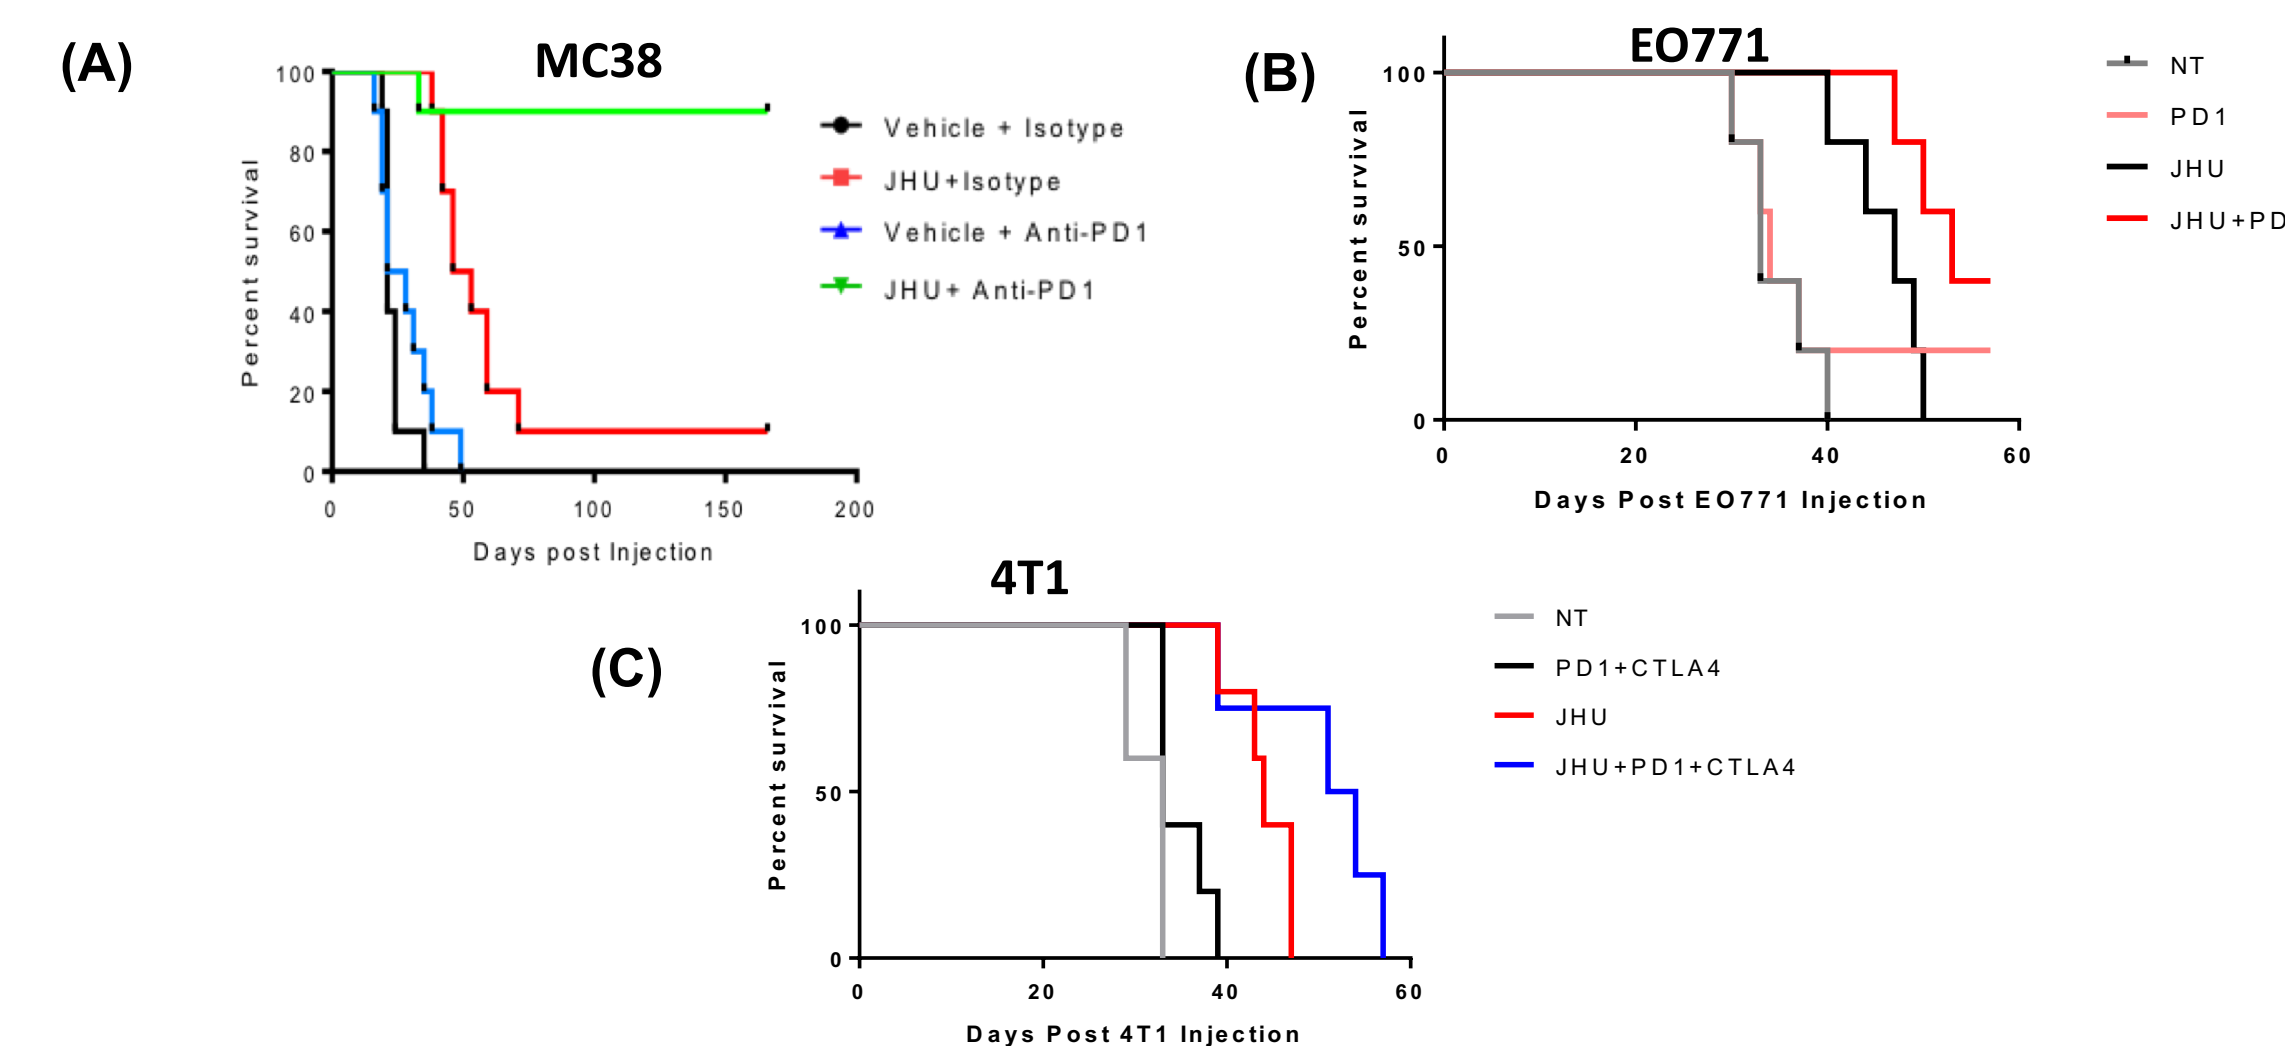 (A)
MC38
100
80
60
40
20
0
Percent survival
0 50 100 150 200
Days post Injection
Vehicle + Isotype
JHU+Isotype
Vehicle + Anti-PD1
JHU+ Anti-PD1
(B)
EO771
100
50
0
Percent survival
0 20 40 60
Days Post EO771 Injection
NT
PD1
JHU
JHU+PD
(C)
4T1
100
50
0
Percent survival
0 20 40 60
Days Post 4T1 Injection
NT
PD1+CTLA4
JHU
JHU+PD1+CTLA4